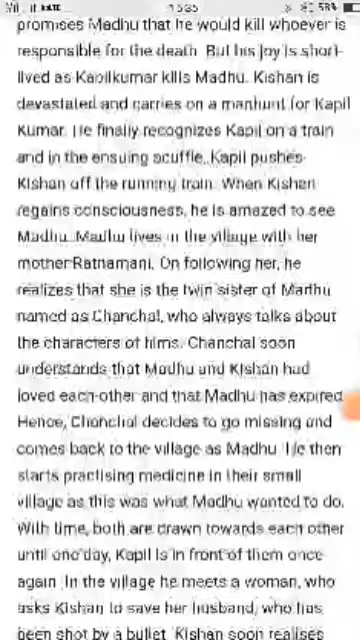 15:35
58%
promises Madhu that he would kill whoever is
responsible for the death. But his joy is short-
lived as Kapilkumar kills Madhu. Kishan is
devastated and carries on a manhunt for Kapil
Kumar. He finally recognizes Kapil on a train
and in the ensuing scuffle, Kapil pushes
Kishan off the running train. When Kishan
regains consciousness, he is amazed to see
Madhu. Madhu lives in the village with her
mother Ratnamani. On following her, he
realizes that she is the twin sister of Madhu
named as Chanchal, who always talks about
the characters of films. Chanchal soon
understands that Madhu and Kishan had
loved each other and that Madhu has expired.
Hence, Chanchal decides to go missing and
comes back to the village as Madhu. He then
starts practising medicine in their small
village as this was what Madhu wanted to do.
With time, both are drawn towards each other
until one day, Kapil is in front of them once
again. In the village he meets a woman, who
asks Kishan to save her husband, who has
been shot by a bullet. Kishan soon realises